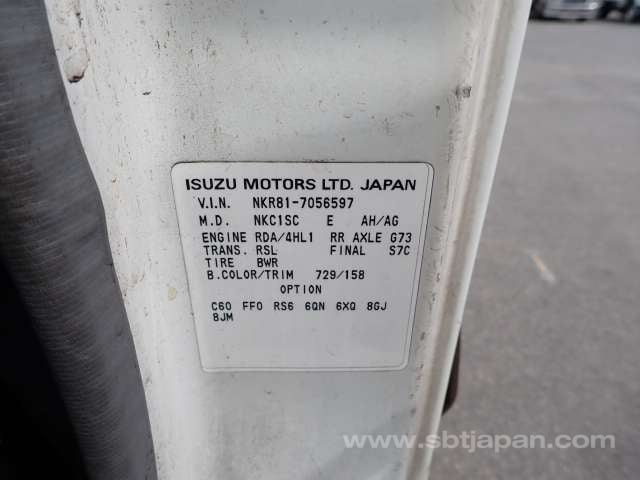 ISUZU MOTORS LTD. JAPAN
V.I.N. NKR81-7056597
M.D. NKC1SC E AH/AG
ENGINE RDA/4HL1 RR AXLE G73
TRANS. RSL FINAL S7C
TIRE BWR
B.COLOR/TRIM 729/158
OPTION
C60 FF0 RS6 6QN 6XQ 8GJ
8JM
www.sbtjapan.com